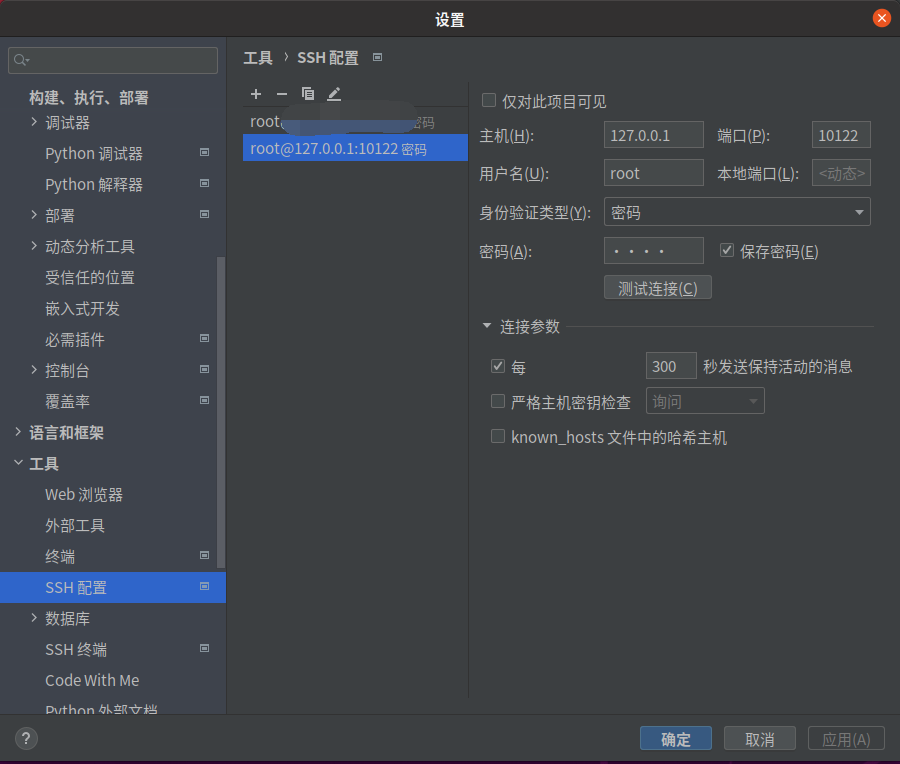 设置
工具 › SSH 配置
构建、执行、部署
调试器
Python 调试器
Python 解释器
部署
动态分析工具
受信任的位置
嵌入式开发
必需插件
控制台
覆盖率
语言和框架
工具
Web 浏览器
外部工具
终端
SSH 配置
数据库
SSH 终端
Code With Me
Python 外部文档
root@ 密码
root@127.0.0.1:10122 密码
仅对此项目可见
主机(H): 127.0.0.1 端口(P): 10122
用户名(U): root 本地端口(L): <动态>
身份验证类型(Y): 密码
密码(A): •••• 保存密码(E)
测试连接(C)
连接参数
每 300 秒发送保持活动的消息
严格主机密钥检查 询问
known_hosts 文件中的哈希主机
? 确定 取消 应用(A)